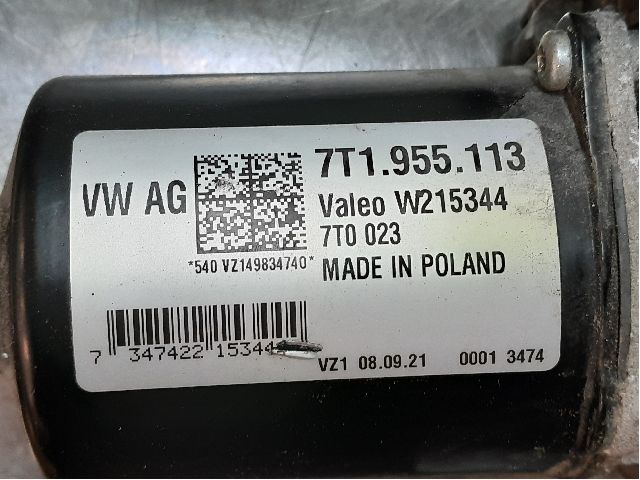 VW AG
7T1.955.113
Valeo W215344
7T0 023
*540 VZ149834740*
MADE IN POLAND
7 347422 15344
VZ1 08.09.21 0001 3474